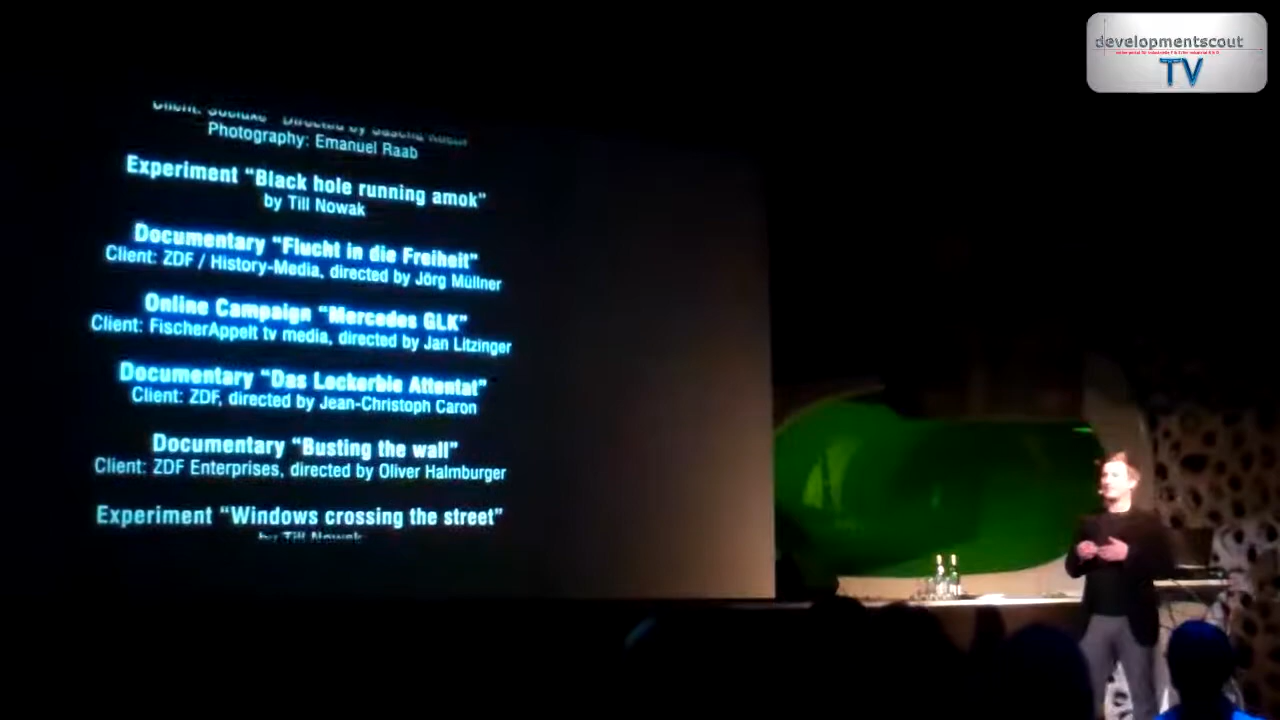 developmentscout
TV
Photography: Emanuel Raab
Experiment “Black hole running amok”
by Till Nowak
Documentary “Flucht in die Freiheit”
Client: ZDF / History-Media, directed by Jörg Müllner
Online Campaign “Mercedes GLK”
Client: FischerAppelt tv media, directed by Jan Litzinger
Documentary “Das Lockerbie Attentat”
Client: ZDF, directed by Jean-Christoph Caron
Documentary “Busting the wall”
Client: ZDF Enterprises, directed by Oliver Halmburger
Experiment “Windows crossing the street”
by Till Nowak